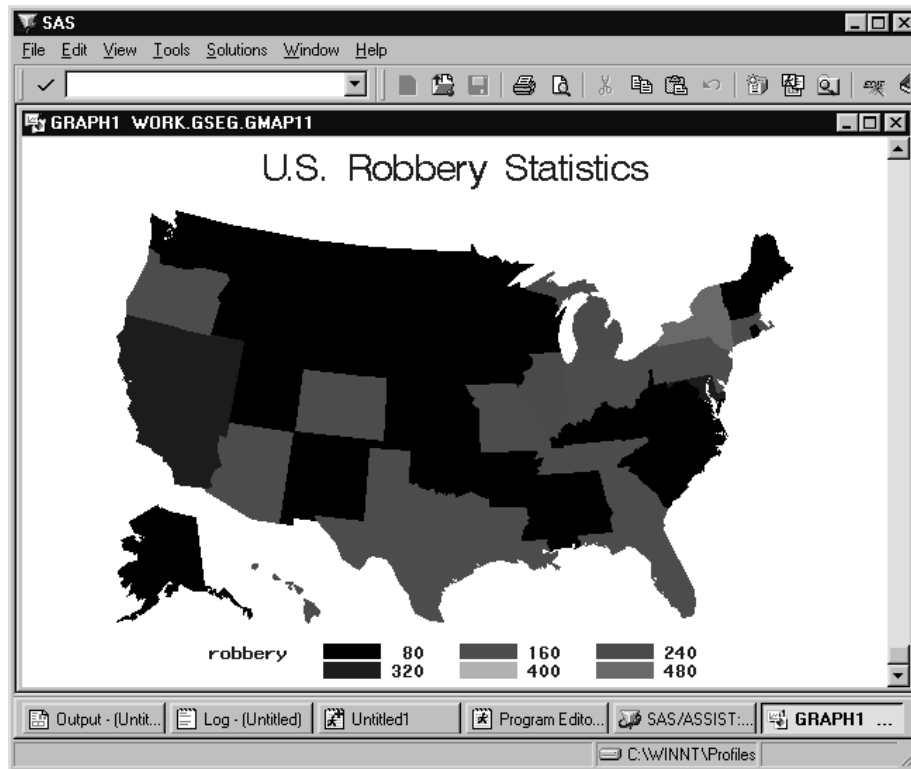 SAS
File Edit View Tools Solutions Window Help
GRAPH1 WORK.GSEG.GMAP11
U.S. Robbery Statistics
robbery 80 160 240
320 400 480
Output - (Untit... Log - (Untitled) Untitled1 Program Edito... SAS/ASSIST:... GRAPH1 ...
C:\WINNT\Profiles